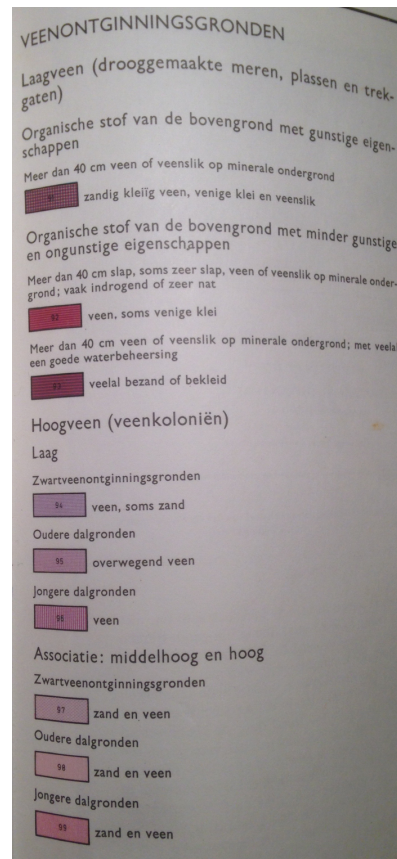 VEENONTGINNINGSGRONDEN
Laagveen (drooggemaakte meren, plassen en trek-
gaten)
Organische stof van de bovengrond met gunstige eigen-
schappen
Meer dan 40 cm veen of veenslik op minerale ondergrond
91 zandig kleiïg veen, venige klei en veenslik
Organische stof van de bovengrond met minder gunstige
en ongunstige eigenschappen
Meer dan 40 cm slap, soms zeer slap, veen of veenslik op minerale onder-
grond; vaak indrogend of zeer nat
92 veen, soms venige klei
Meer dan 40 cm veen of veenslik op minerale ondergrond; met veelal
een goede waterbeheersing
93 veelal bezand of bekleid
Hoogveen (veenkoloniën)
Laag
Zwartveenontginningsgronden
94 veen, soms zand
Oudere dalgronden
95 overwegend veen
Jongere dalgronden
96 veen
Associatie: middelhoog en hoog
Zwartveenontginningsgronden
97 zand en veen
Oudere dalgronden
98 zand en veen
Jongere dalgronden
99 zand en veen